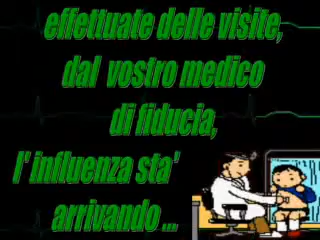 effettuate delle visite,
dal vostro medico
di fiducia,
l' influenza sta'
arrivando ...